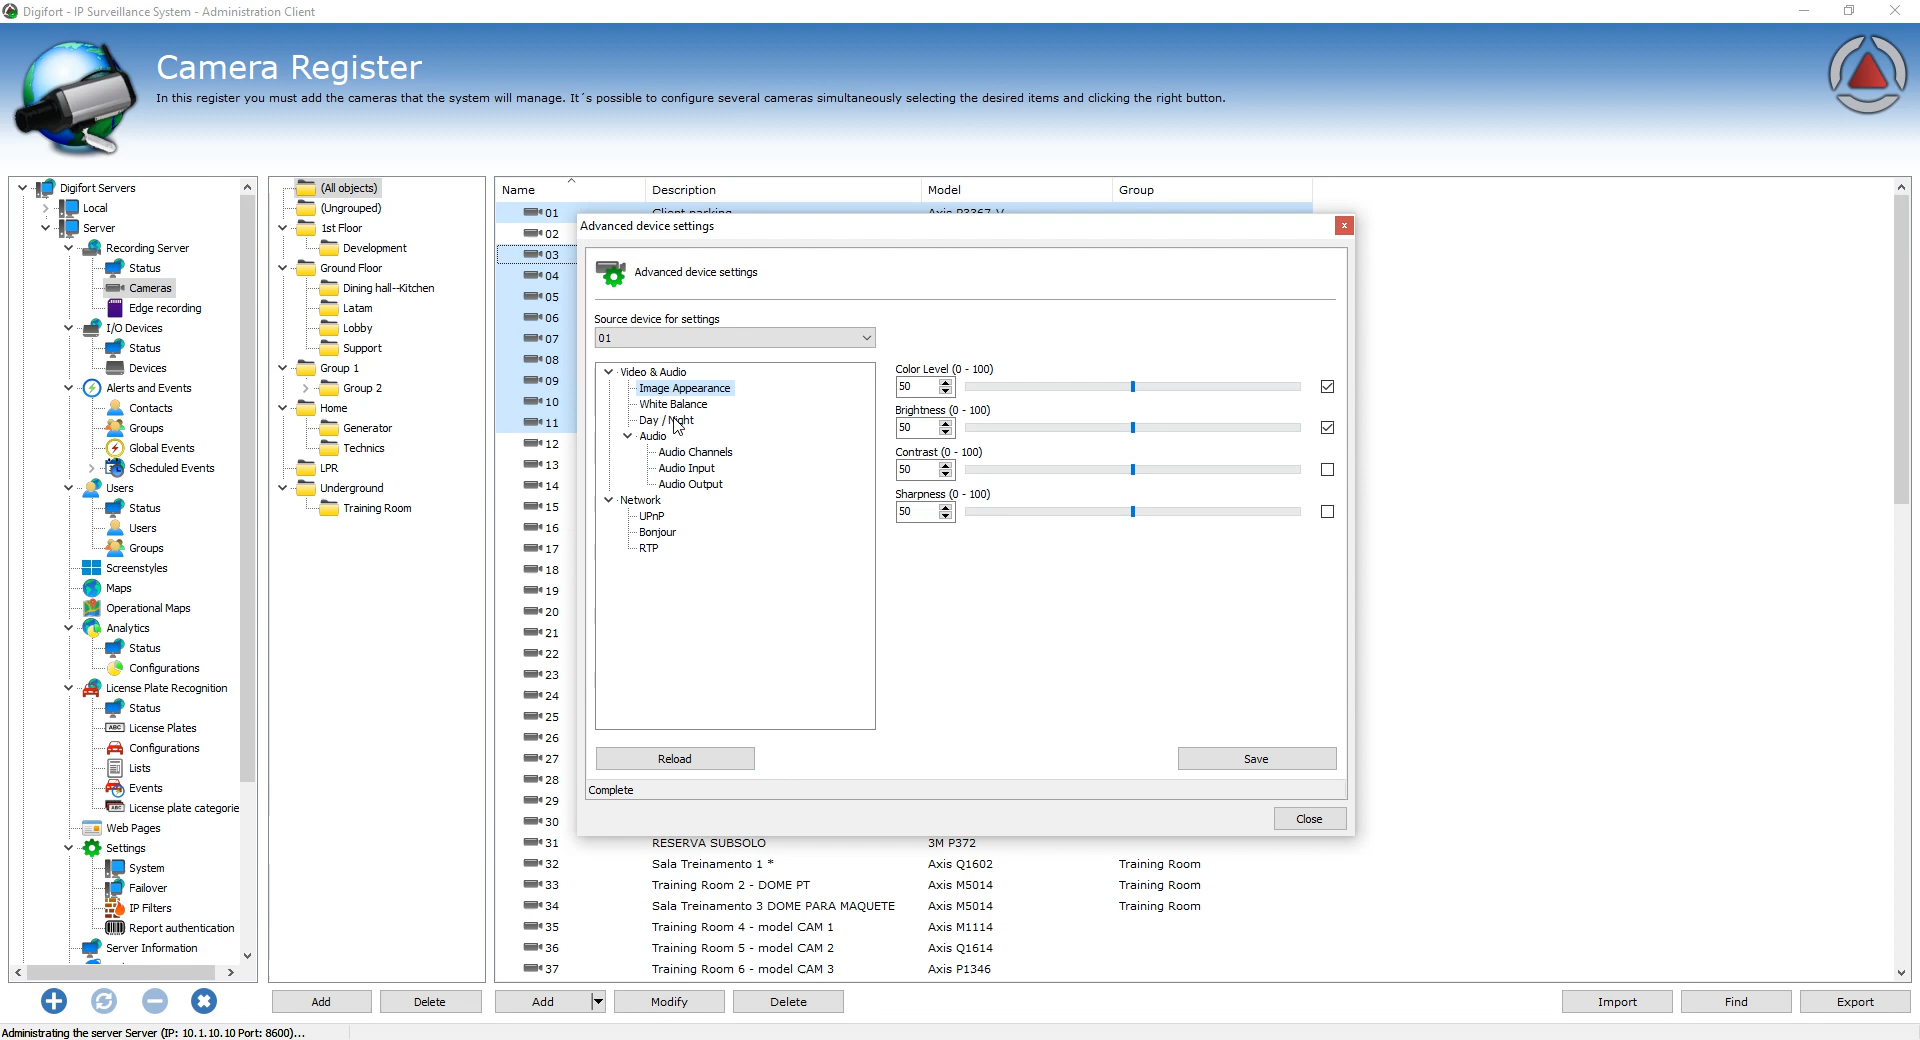 Digifort - IP Surveillance System - Administration Client
Camera Register
In this register you must add the cameras that the system will manage. It´s possible to configure several cameras simultaneously selecting the desired items and clicking the right button.
Digifort Servers
Local
Server
Recording Server
Status
Cameras
Edge recording
I/O Devices
Status
Devices
Alerts and Events
Contacts
Groups
Global Events
Scheduled Events
Users
Status
Users
Groups
Screenstyles
Maps
Operational Maps
Analytics
Status
Configurations
License Plate Recognition
Status
License Plates
Configurations
Lists
Events
License plate categorie
Web Pages
Settings
System
Failover
IP Filters
Report authentication
Server Information
(All objects)
(Ungrouped)
1st Floor
Development
Ground Floor
Dining hall--Kitchen
Latam
Lobby
Support
Group 1
Group 2
Home
Generator
Technics
LPR
Underground
Training Room
Name Description Model Group
01 Client parking Axis P3367-V
02
03
04
05
06
07
08
09
10
11
12
13
14
15
16
17
18
19
20
21
22
23
24
25
26
27
28
29
30
31 RESERVA SUBSOLO 3M P372
32 Sala Treinamento 1 * Axis Q1602 Training Room
33 Training Room 2 - DOME PT Axis M5014 Training Room
34 Sala Treinamento 3 DOME PARA MAQUETE Axis M5014 Training Room
35 Training Room 4 - model CAM 1 Axis M1114
36 Training Room 5 - model CAM 2 Axis Q1614
37 Training Room 6 - model CAM 3 Axis P1346
Advanced device settings
Advanced device settings
Source device for settings
01
Video & Audio
Image Appearance
White Balance
Day / Night
Audio
Audio Channels
Audio Input
Audio Output
Network
UPnP
Bonjour
RTP
Color Level (0 - 100)
50
Brightness (0 - 100)
50
Contrast (0 - 100)
50
Sharpness (0 - 100)
50
Reload Save
Complete
Close
Add Delete Add Modify Delete Import Find Export
Administrating the server Server (IP: 10.1.10.10 Port: 8600)...